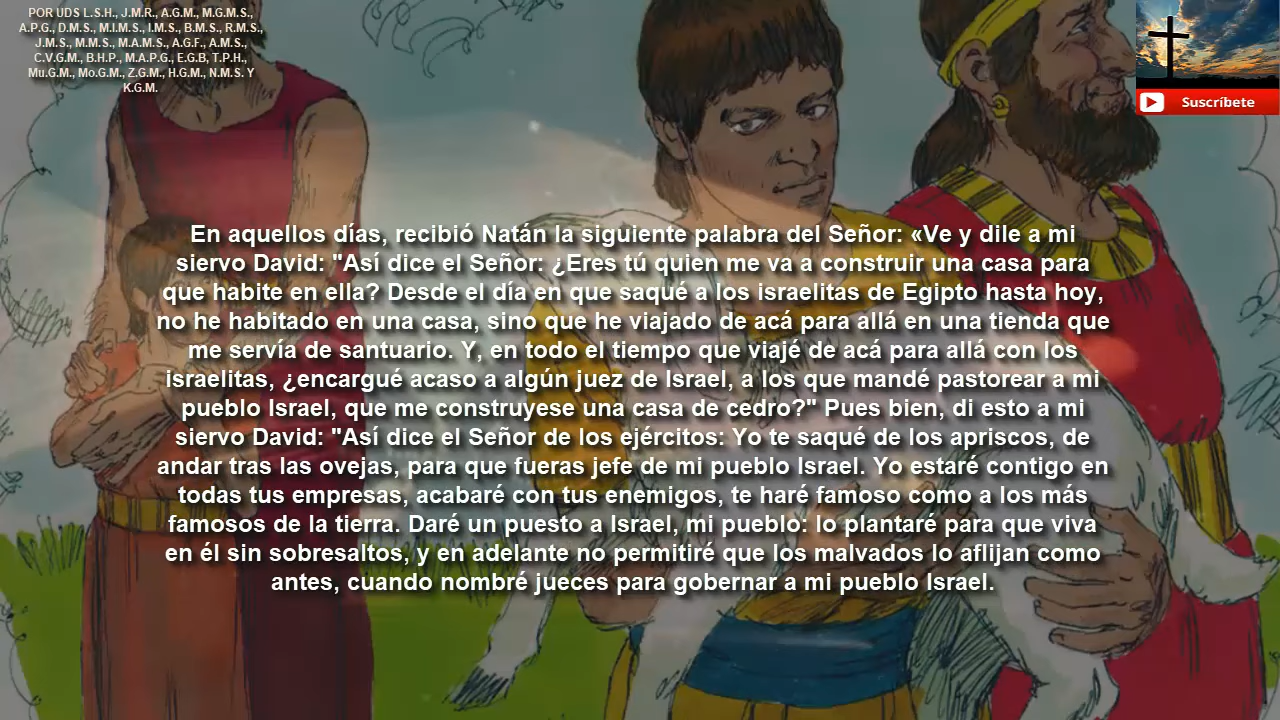 POR UDS L.S.H., J.M.R., A.G.M., M.G.M.S.,
A.P.G., D.M.S., M.I.M.S., I.M.S., B.M.S., R.M.S.,
J.M.S., M.M.S., M.A.M.S., A.G.F., A.M.S.,
C.V.G.M., B.H.P., M.A.P.G., E.G.B, T.P.H.,
Mu.G.M., Mo.G.M., Z.G.M., H.G.M., N.M.S. Y
K.G.M.
Suscríbete
En aquellos días, recibió Natán la siguiente palabra del Señor: «Ve y dile a mi
siervo David: "Así dice el Señor: ¿Eres tú quien me va a construir una casa para
que habite en ella? Desde el día en que saqué a los israelitas de Egipto hasta hoy,
no he habitado en una casa, sino que he viajado de acá para allá en una tienda que
me servía de santuario. Y, en todo el tiempo que viajé de acá para allá con los
israelitas, ¿encargué acaso a algún juez de Israel, a los que mandé pastorear a mi
pueblo Israel, que me construyese una casa de cedro?" Pues bien, di esto a mi
siervo David: "Así dice el Señor de los ejércitos: Yo te saqué de los apriscos, de
andar tras las ovejas, para que fueras jefe de mi pueblo Israel. Yo estaré contigo en
todas tus empresas, acabaré con tus enemigos, te haré famoso como a los más
famosos de la tierra. Daré un puesto a Israel, mi pueblo: lo plantaré para que viva
en él sin sobresaltos, y en adelante no permitiré que los malvados lo aflijan como
antes, cuando nombré jueces para gobernar a mi pueblo Israel.